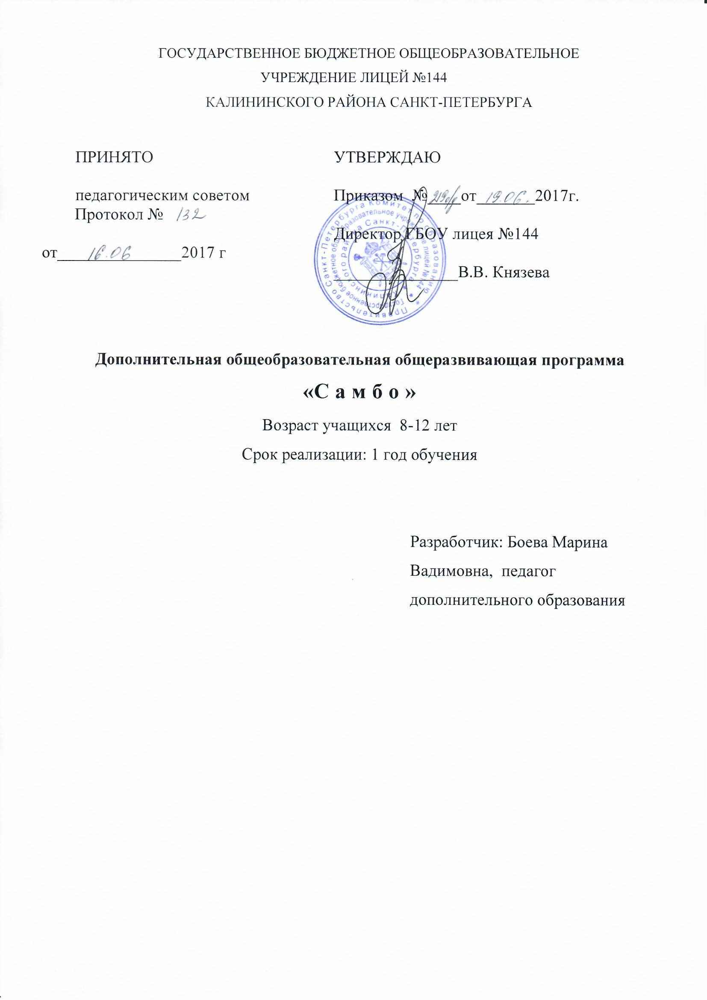 ГОСУДАРСТВЕННОЕ БЮДЖЕТНОЕ ОБЩЕОБРАЗОВАТЕЛЬНОЕ
УЧРЕЖДЕНИЕ ЛИЦЕЙ №144
КАЛИНИНСКОГО РАЙОНА САНКТ-ПЕТЕРБУРГА
ПРИНЯТО
педагогическим советом
Протокол № 132
от 16.06 2017 г
УТВЕРЖДАЮ
Приказом № от 19.06. 2017г.
Директор ГБОУ лицея №144
В.В. Князева
Правительство Санкт-Петербурга Комитет по образованию *
Государственное бюджетное общеобразовательное учреждение лицей №144 *
Калининского района Санкт-Петербурга *
Дополнительная общеобразовательная общеразвивающая программа
«С а м б о »
Возраст учащихся 8-12 лет
Срок реализации: 1 год обучения
Разработчик: Боева Марина
Вадимовна, педагог
дополнительного образования